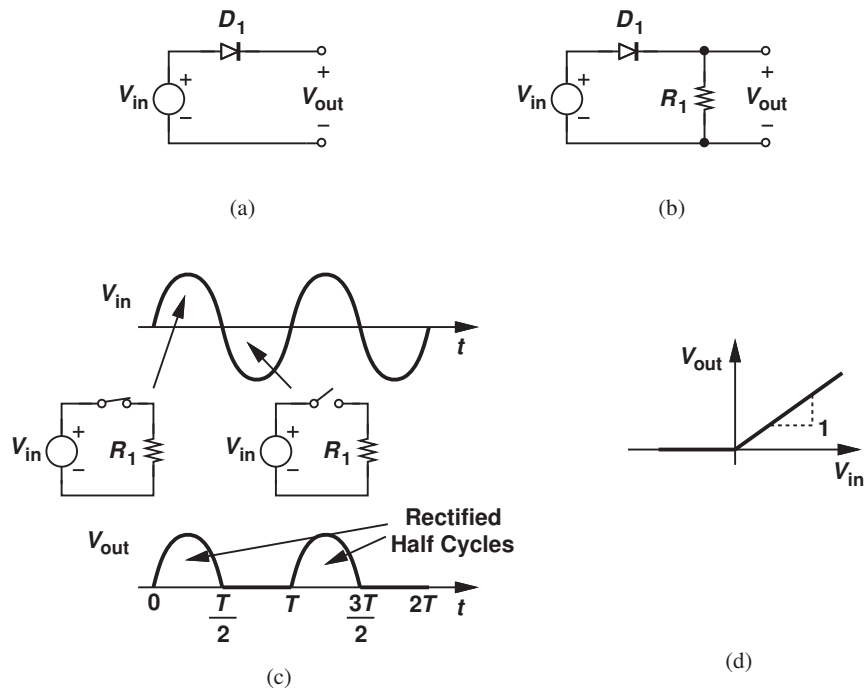 D1
D1
Vin
+
−
+
Vout
−
Vin
+
−
R1
+
Vout
−
(a)
(b)
Vin
t
Vin
+
−
R1
Vin
+
−
R1
Vout
Vin
1
Vout
Rectified
Half Cycles
0
T/2
T
3T/2
2T
t
(c)
(d)